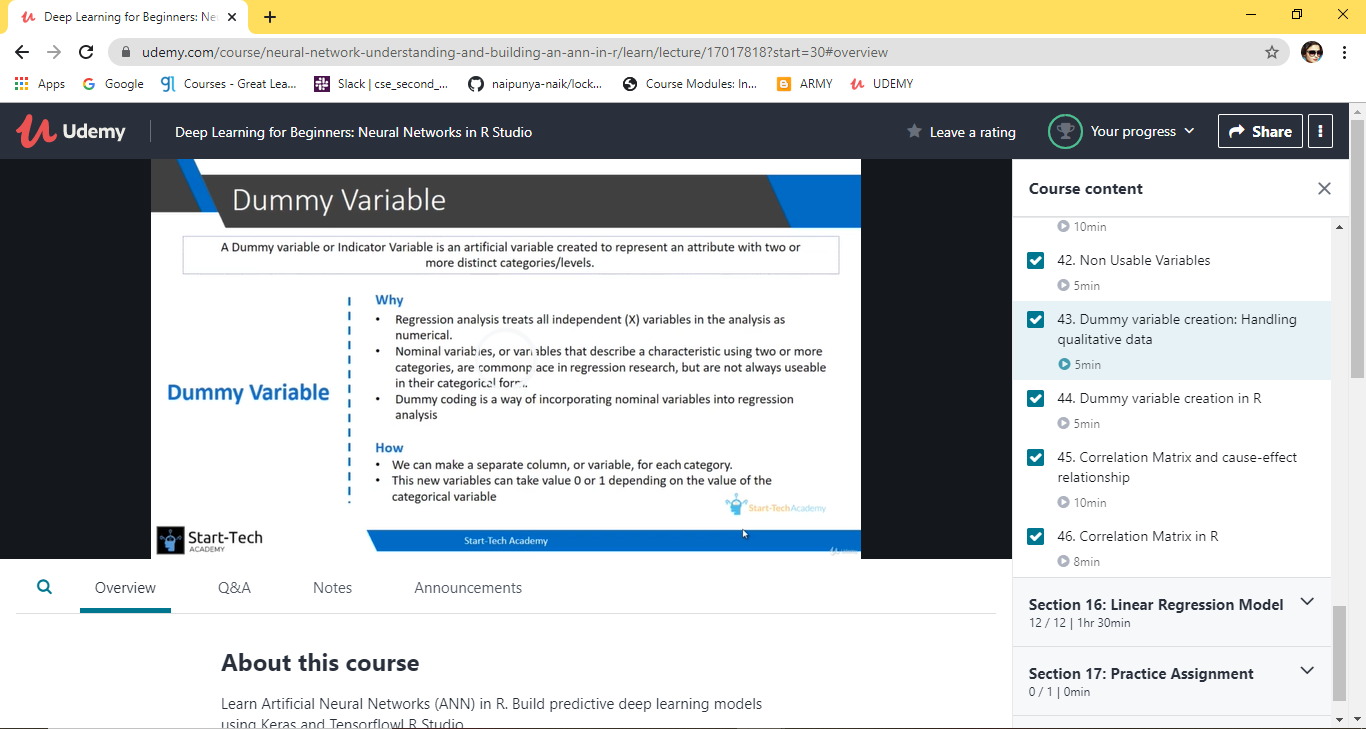 Deep Learning for Beginners: Ne
udemy.com/course/neural-network-understanding-and-building-an-ann-in-r/learn/lecture/17017818?start=30#overview
Apps
Google
Courses - Great Lea...
Slack | cse_second_...
naipunya-naik/lock...
Course Modules: In...
ARMY
UDEMY
Udemy
Deep Learning for Beginners: Neural Networks in R Studio
Leave a rating
Your progress
Share
Dummy Variable
A Dummy variable or Indicator Variable is an artificial variable created to represent an attribute with two or
more distinct categories/levels.
Dummy Variable
Why
• Regression analysis treats all independent (X) variables in the analysis as
numerical.
• Nominal variables, or variables that describe a characteristic using two or more
categories, are commonplace in regression research, but are not always useable
in their categorical form.
• Dummy coding is a way of incorporating nominal variables into regression
analysis
How
• We can make a separate column, or variable, for each category.
• This new variables can take value 0 or 1 depending on the value of the
categorical variable
Start-Tech Academy
Start-Tech
ACADEMY
Start-Tech Academy
Course content
10min
42. Non Usable Variables
5min
43. Dummy variable creation: Handling
qualitative data
5min
44. Dummy variable creation in R
5min
45. Correlation Matrix and cause-effect
relationship
10min
46. Correlation Matrix in R
8min
Section 16: Linear Regression Model
12 / 12 | 1hr 30min
Section 17: Practice Assignment
0 / 1 | 0min
Overview
Q&A
Notes
Announcements
About this course
Learn Artificial Neural Networks (ANN) in R. Build predictive deep learning models
using Keras and Tensorflow| R Studio